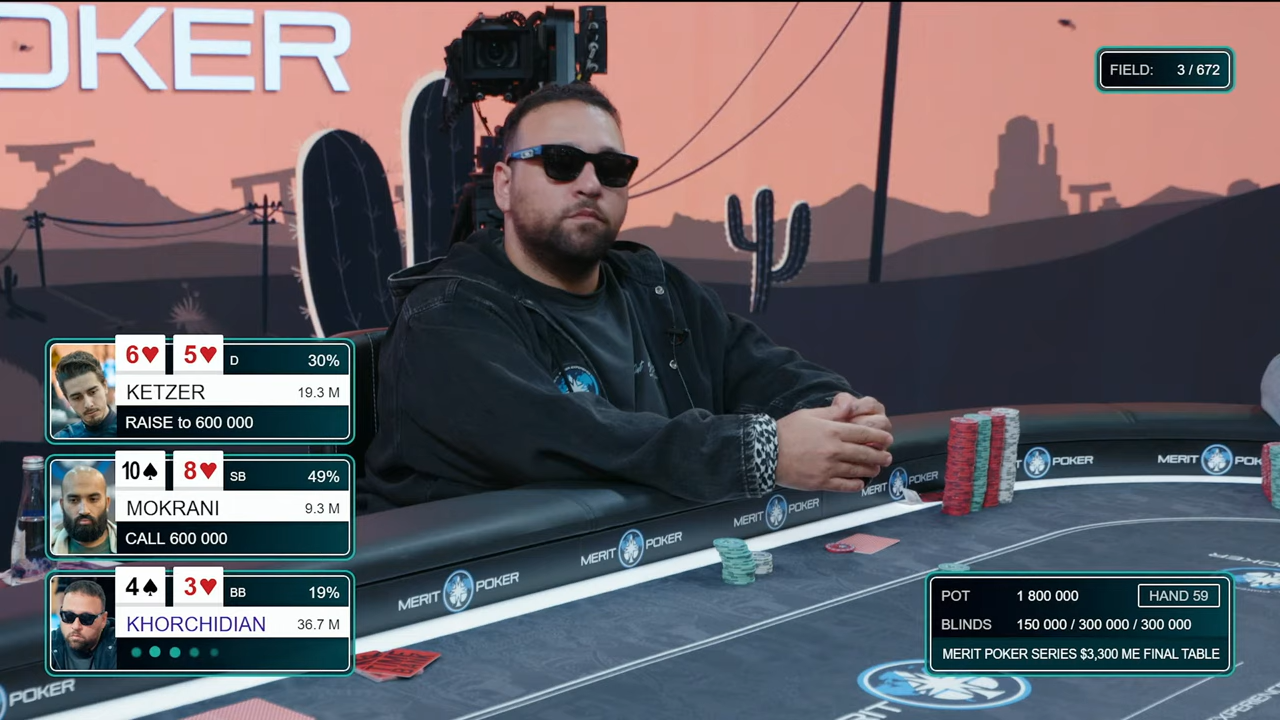 OKER
FIELD: 3 / 672
6♥ 5♥ D 30%
KETZER 19.3 M
RAISE to 600 000
10♠ 8♥ SB 49%
MOKRANI 9.3 M
CALL 600 000
4♠ 3♥ BB 19%
KHORCHIDIAN 36.7 M
MERIT POKER
MERIT POKER
MERIT POKER
MERIT POKER
MERIT POKER
T POKER
POKER
POT 1 800 000 HAND 59
BLINDS 150 000 / 300 000 / 300 000
MERIT POKER SERIES $3,300 ME FINAL TABLE
MERIT